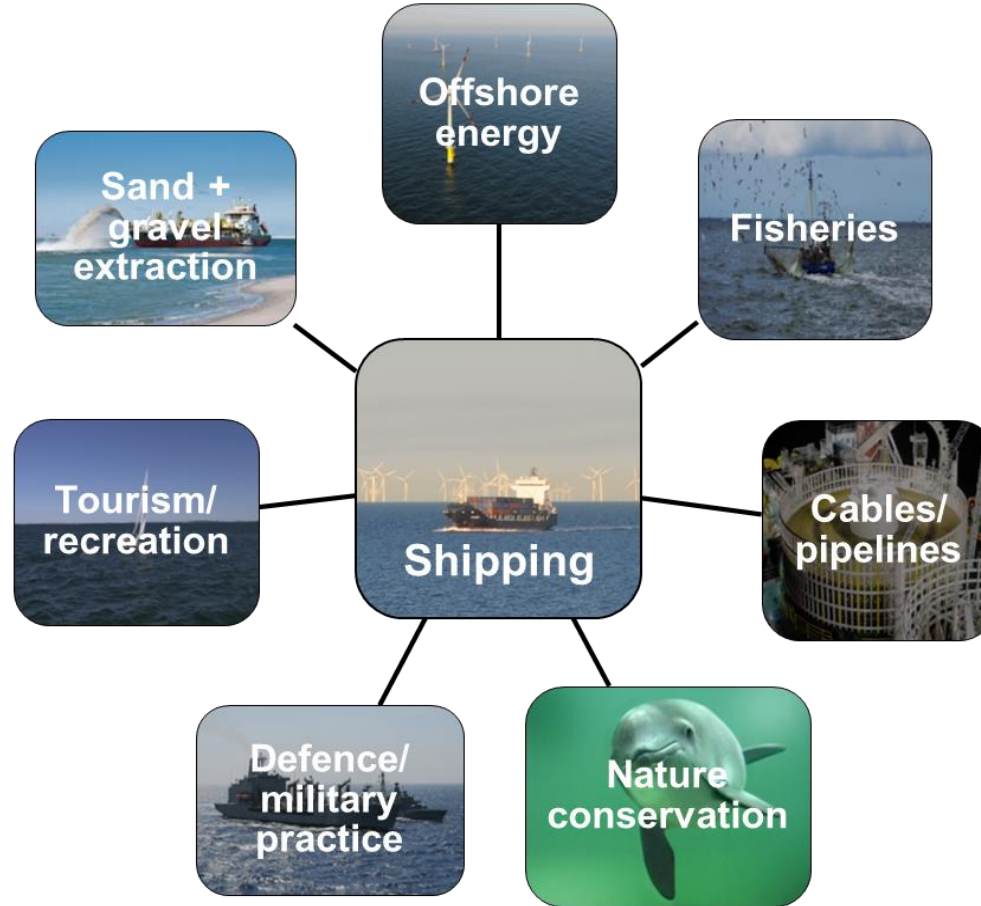 Offshore
energy
Sand +
gravel
extraction
Fisheries
Shipping
Tourism/
recreation
Cables/
pipelines
Defence/
military
practice
Nature
conservation